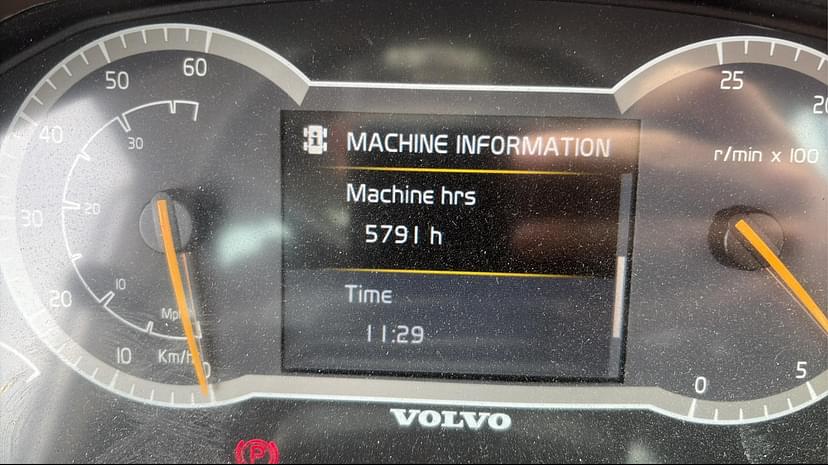 MACHINE INFORMATION
Machine hrs
5791 h
Time
11:29
60
50
40
30
20
10
0
30
20
10
Mph
Km/h
25
20
r/min x 100
0
5
VOLVO
P